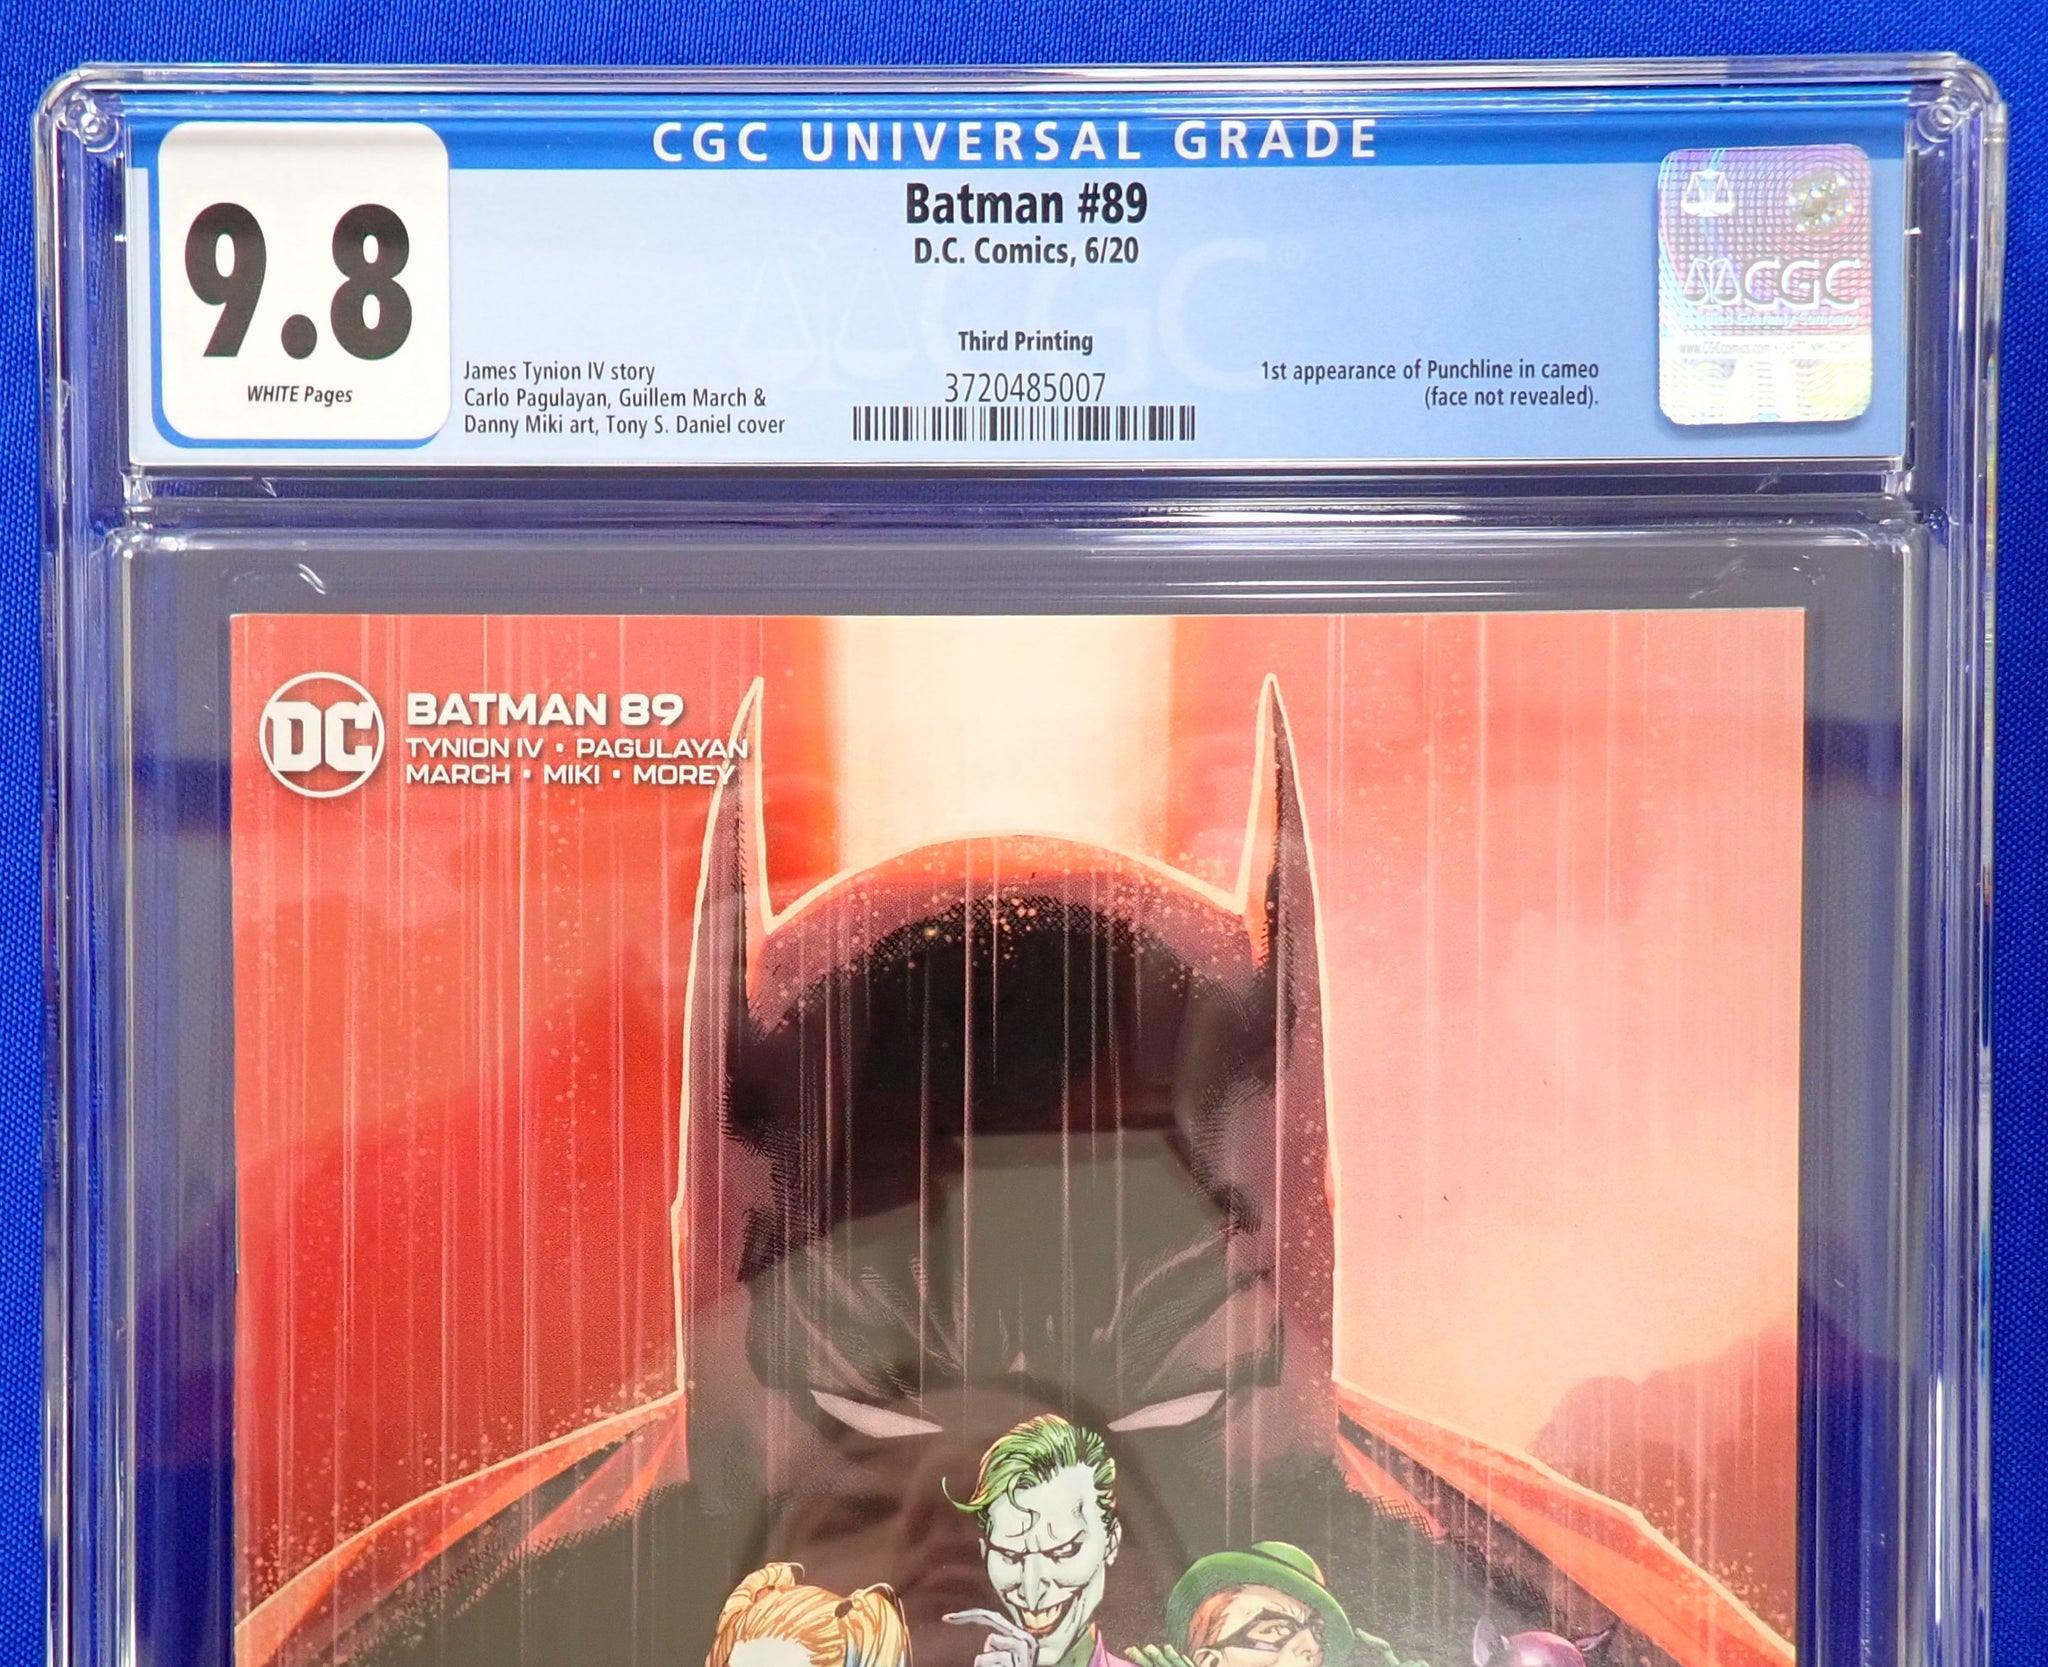 CGC UNIVERSAL GRADE
9.8
WHITE Pages
Batman #89
D.C. Comics, 6/20
Third Printing
3720485007
James Tynion IV story
Carlo Pagulayan, Guillem March &
Danny Miki art, Tony S. Daniel cover
1st appearance of Punchline in cameo
(face not revealed).
CGC
CGC
DC
BATMAN 89
TYNION IV • PAGULAYAN
MARCH • MIKI • MOREY